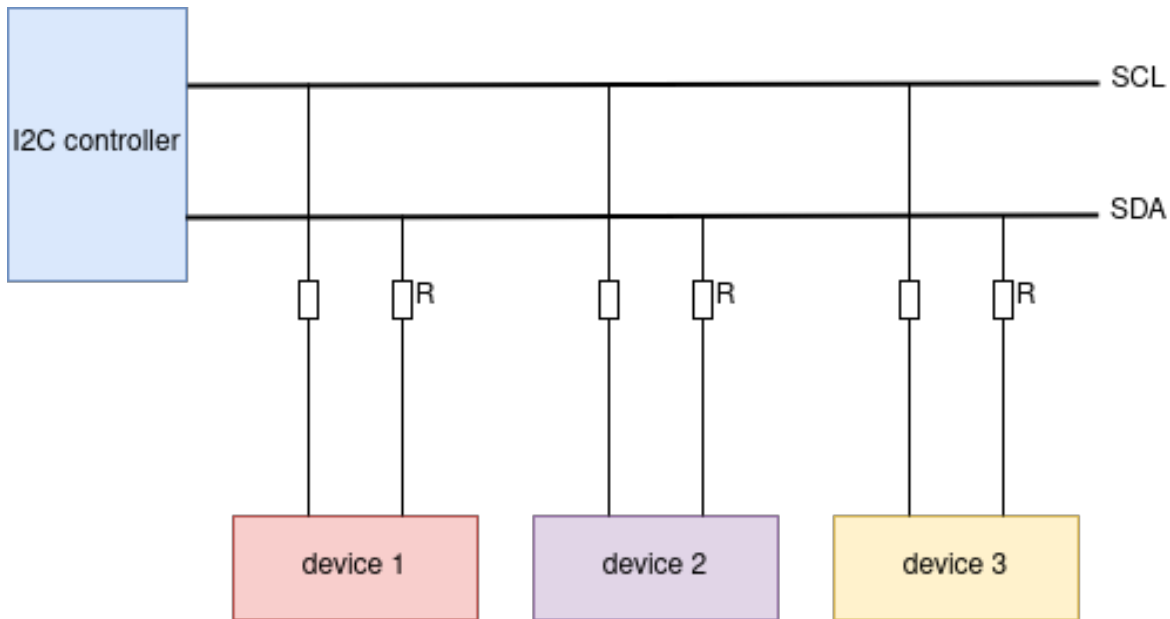 SCL
I2C controller
SDA
R
R
R
device 1
device 2
device 3